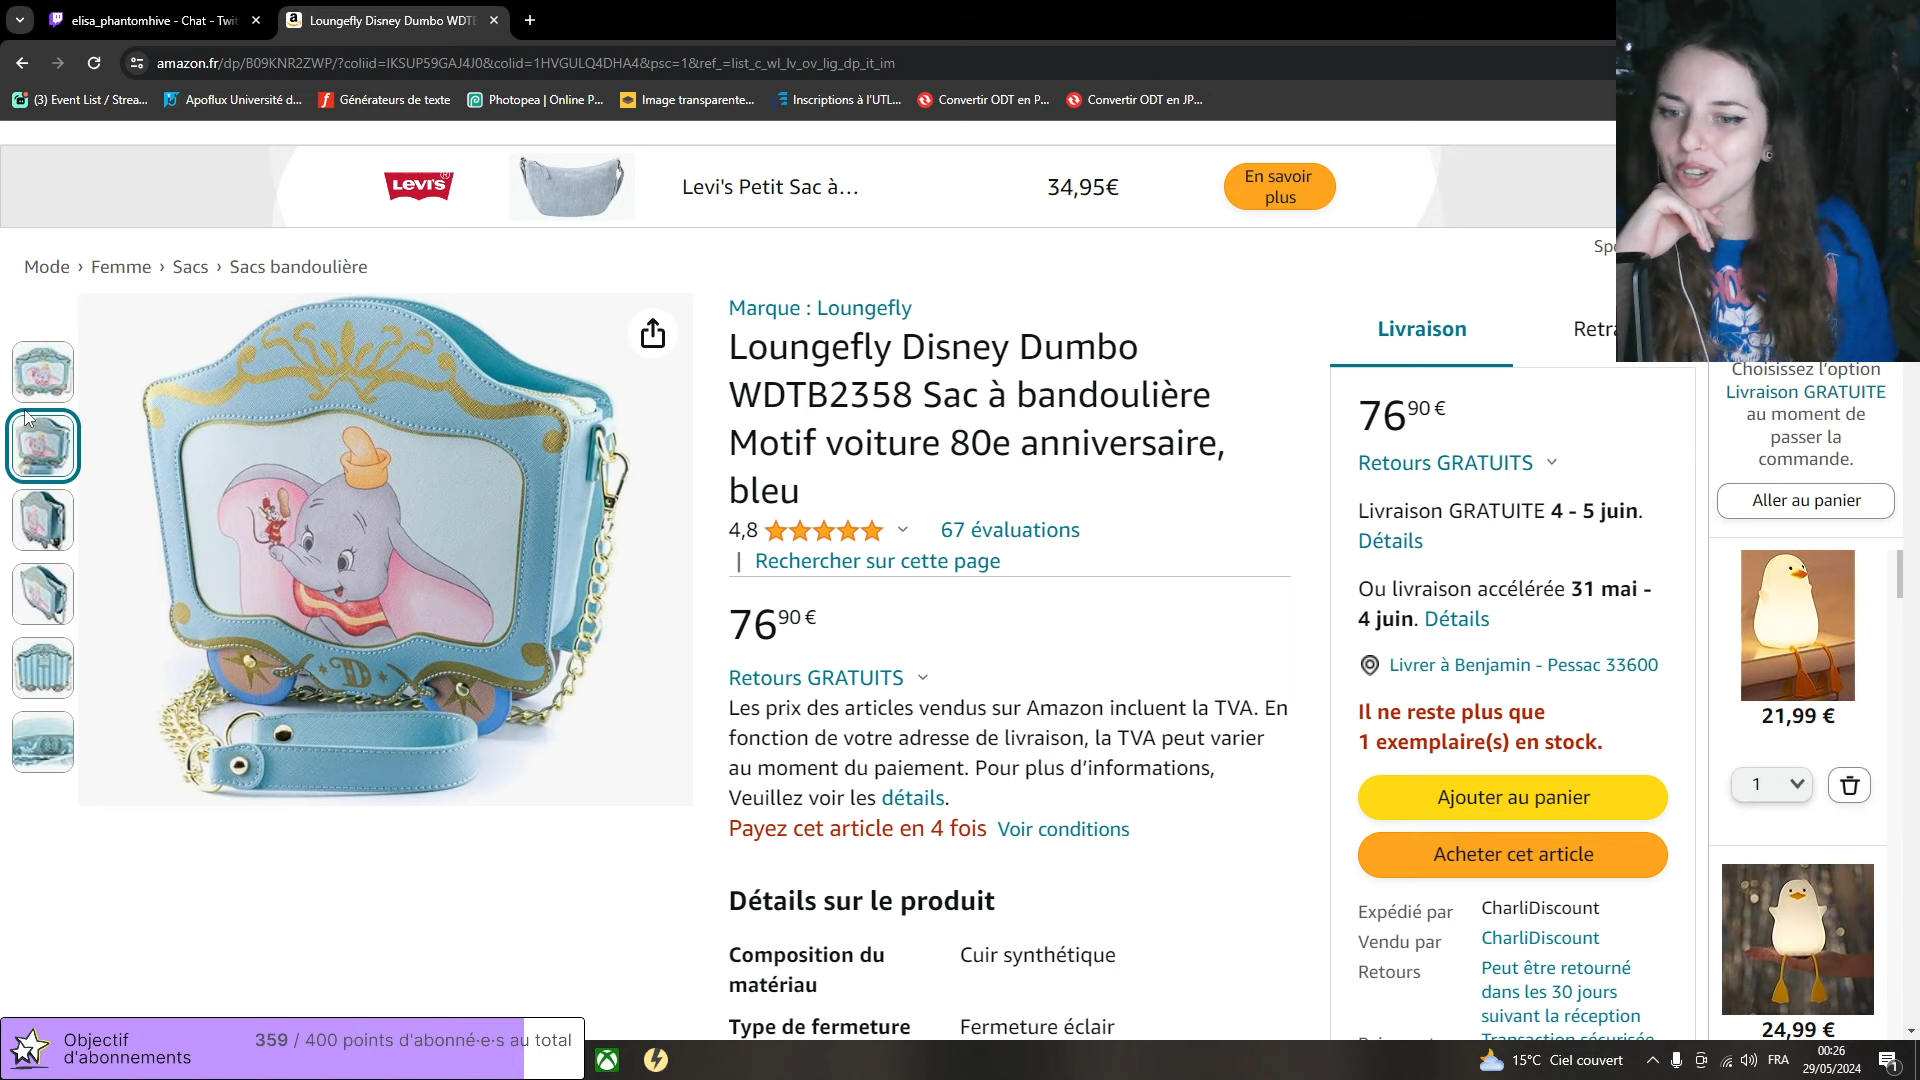 elisa_phantomhive - Chat - Twit
Loungefly Disney Dumbo WDTB
amazon.fr/dp/B09KNR2ZWP/?coliid=IKSUP59GAJ4J0&colid=1HVGULQ4DHA4&psc=1&ref_=list_c_wl_lv_ov_lig_dp_it_im
(3) Event List / Strea...
Apoflux Université d...
Générateurs de texte
Photopea | Online P...
Image transparente...
Inscriptions à l'UTL...
Convertir ODT en P...
Convertir ODT en JP...
LEVI'S
Levi's Petit Sac à...
34,95€
En savoir
plus
Spo
Mode › Femme › Sacs › Sacs bandoulière
D
Marque : Loungefly
Loungefly Disney Dumbo
WDTB2358 Sac à bandoulière
Motif voiture 80e anniversaire,
bleu
4,8
67 évaluations
| Rechercher sur cette page
76 90 €
Retours GRATUITS
Les prix des articles vendus sur Amazon incluent la TVA. En
fonction de votre adresse de livraison, la TVA peut varier
au moment du paiement. Pour plus d'informations,
Veuillez voir les détails.
Payez cet article en 4 fois Voir conditions
Détails sur le produit
Composition du
matériau
Cuir synthétique
Type de fermeture
Fermeture éclair
Livraison
Retra
76 90 €
Retours GRATUITS
Livraison GRATUITE 4 - 5 juin.
Détails
Ou livraison accélérée 31 mai -
4 juin. Détails
Livrer à Benjamin - Pessac 33600
Il ne reste plus que
1 exemplaire(s) en stock.
Ajouter au panier
Acheter cet article
Expédié par
CharliDiscount
Vendu par
CharliDiscount
Retours
Peut être retourné
dans les 30 jours
suivant la réception
Transaction sécurisée
Choisissez l'option
Livraison GRATUITE
au moment de
passer la
commande.
Aller au panier
21,99 €
1
24,99 €
Objectif
d'abonnements
359 / 400 points d'abonné·e·s au total
15°C Ciel couvert
FRA
00:26
29/05/2024
1